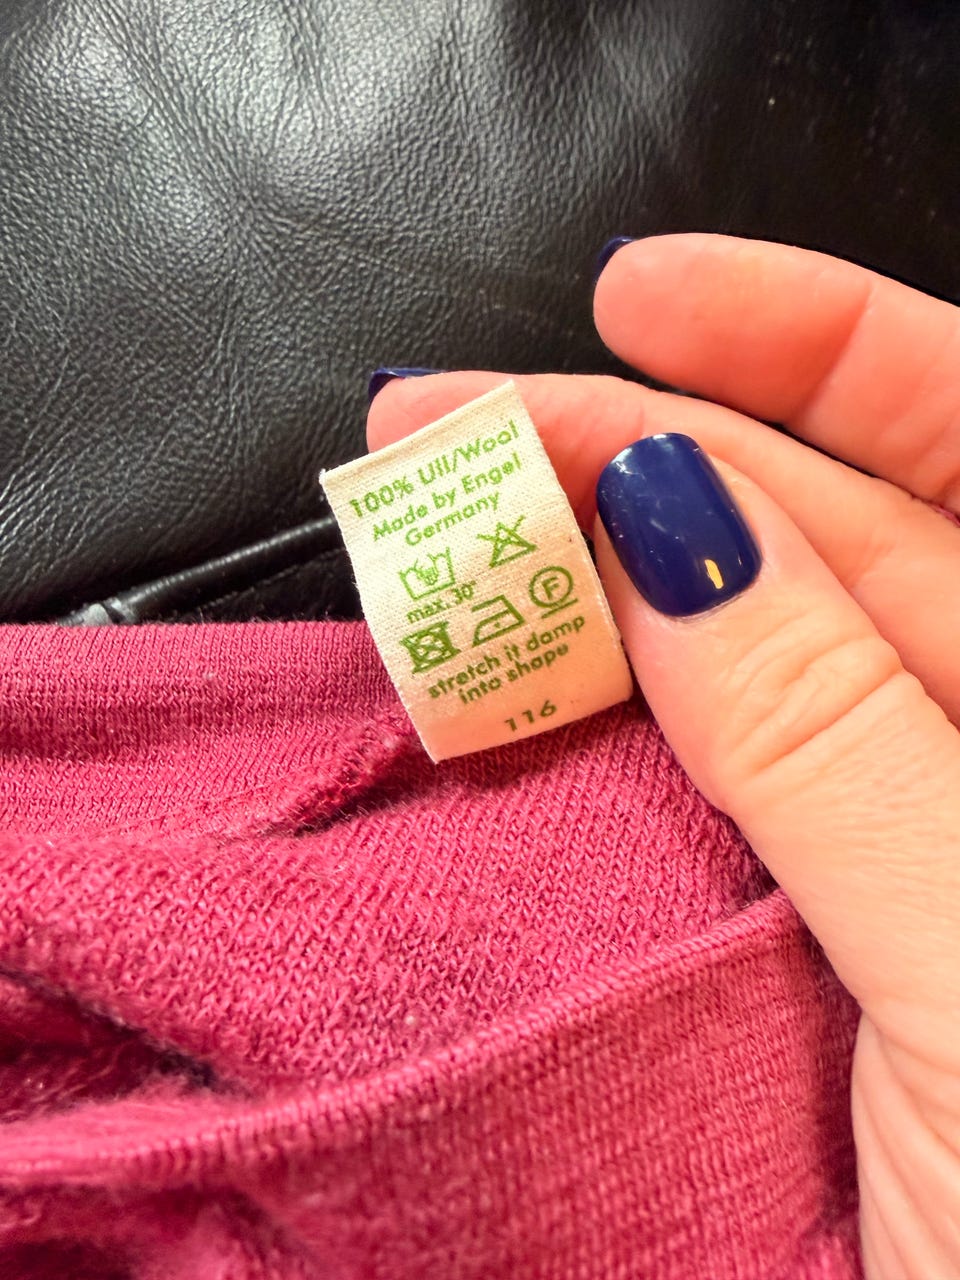 100% Ull/Wool
Made by Engel
Germany
max. 30°
F
stretch it damp
into shape
116